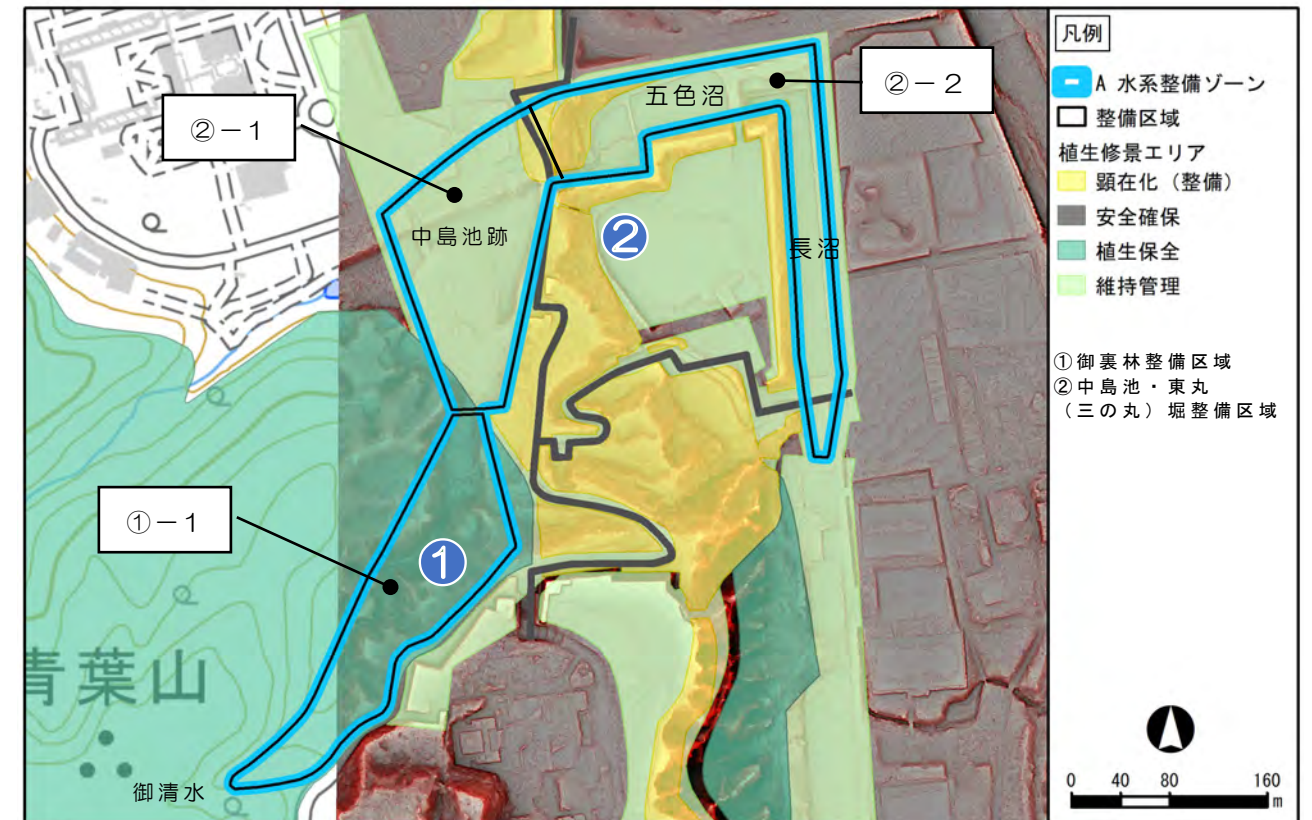 ②－1
中島池跡
五色沼
②－2
②
長沼
①－1
①
青葉山
御清水
凡例
A 水系整備ゾーン
整備区域
植生修景エリア
顕在化（整備）
安全確保
植生保全
維持管理
①御裏林整備区域
②中島池・東丸
（三の丸）堀整備区域
0 40 80 160
m